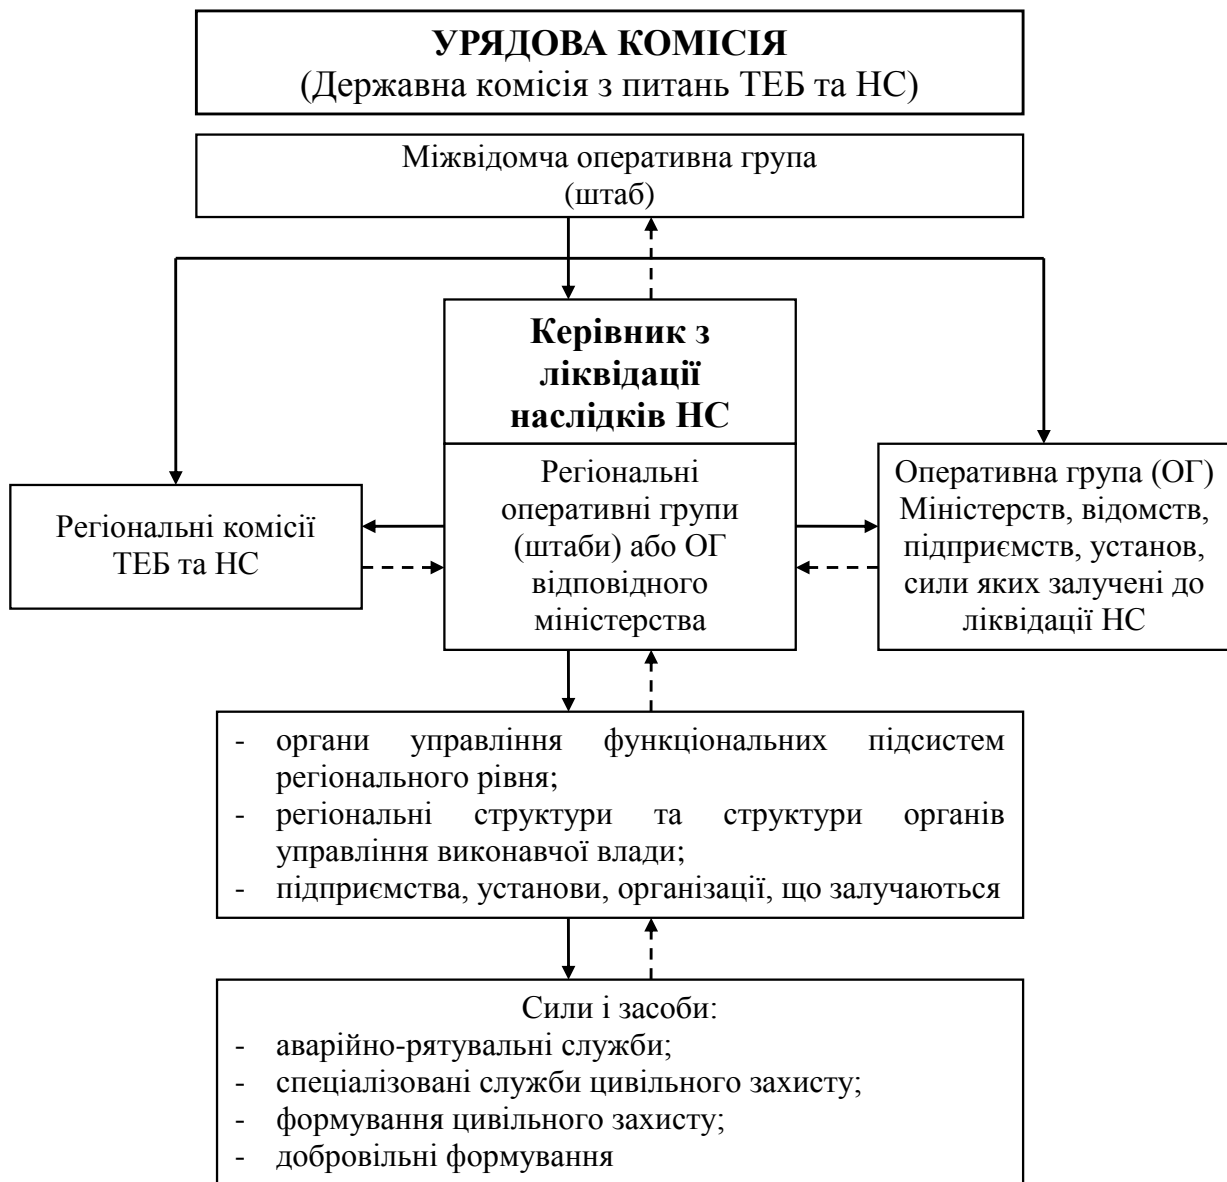 УРЯДОВА КОМІСІЯ
(Державна комісія з питань ТЕБ та НС)
Міжвідомча оперативна група
(штаб)
Керівник з
ліквідації
наслідків НС
Регіональні комісії
ТЕБ та НС
Регіональні
оперативні групи
(штаби) або ОГ
відповідного
міністерства
Оперативна група (ОГ)
Міністерств, відомств,
підприємств, установ,
сили яких залучені до
ліквідації НС
- органи управління функціональних підсистем
регіонального рівня;
- регіональні структури та структури органів
управління виконавчої влади;
- підприємства, установи, організації, що залучаються
Сили і засоби:
- аварійно-рятувальні служби;
- спеціалізовані служби цивільного захисту;
- формування цивільного захисту;
- добровільні формування